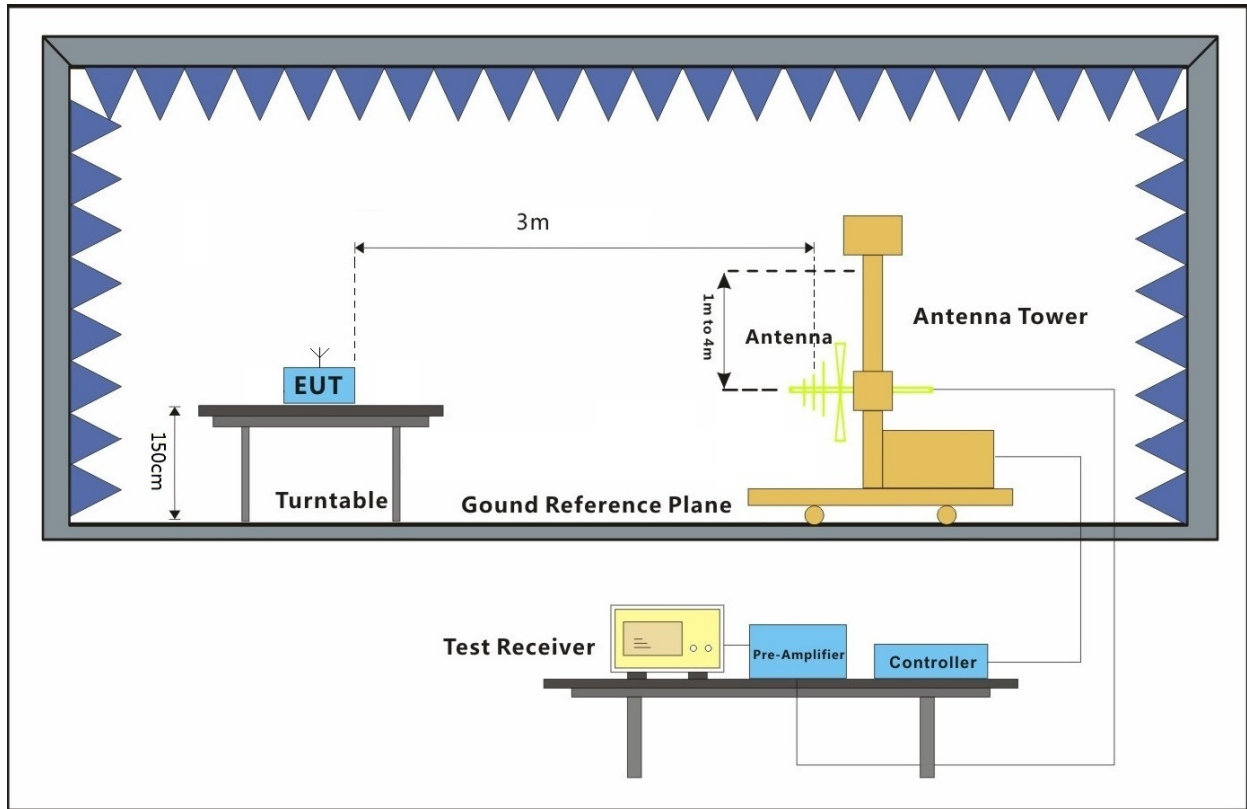 3m
1m to 4m
Antenna
Antenna Tower
EUT
150cm
Turntable
Gound Reference Plane
Test Receiver
Pre-Amplifier
Controller